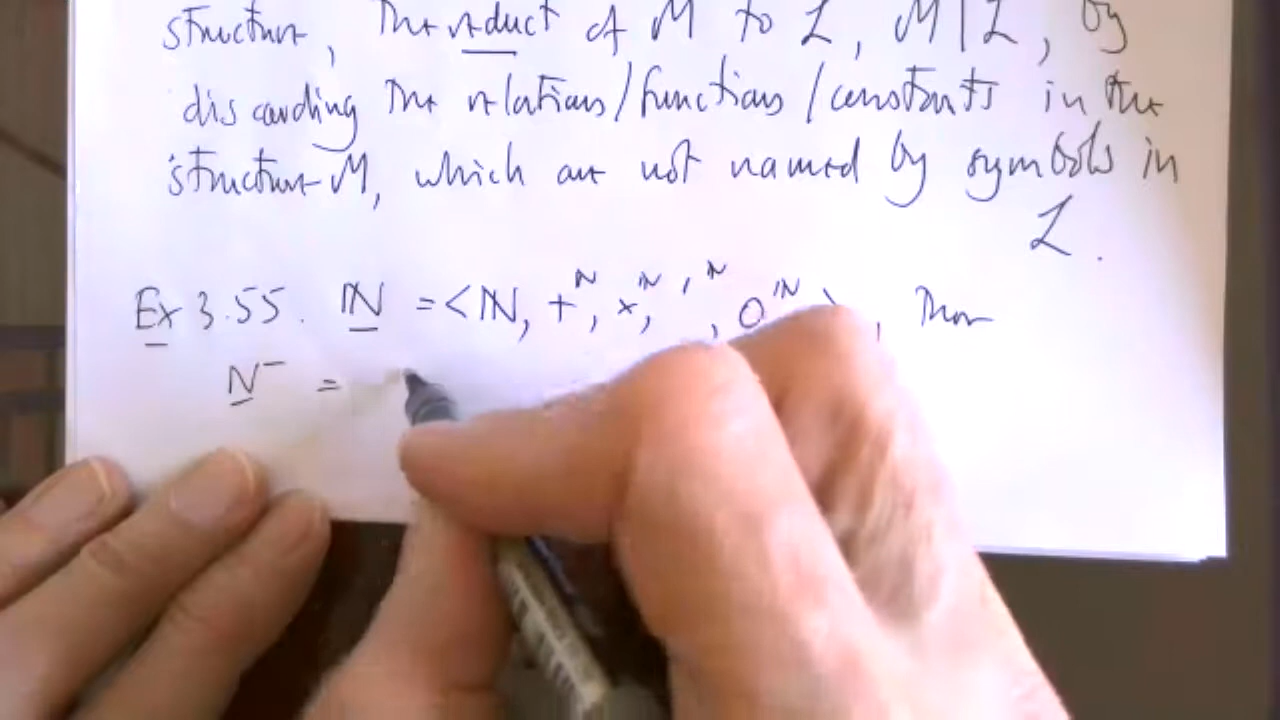 structure, the reduct of M to L, M|L, by
discarding the relations/functions/constants in the
structure M, which are not named by symbols in
L.
Ex 3.55. ℕ = <ℕ, +^ℕ, ×^ℕ, ′^ℕ, 0^ℕ >, Then
ℕ⁻ =